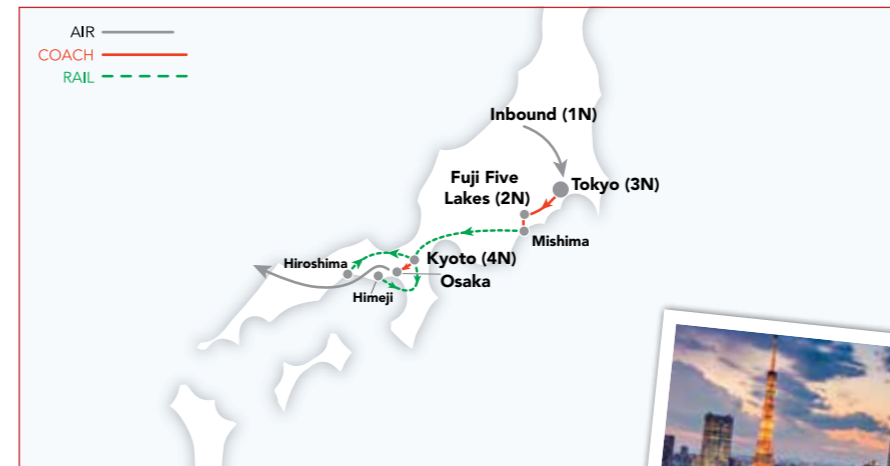 AIR
COACH
RAIL
Inbound (1N)
Fuji Five
Lakes (2N)
Tokyo (3N)
Mishima
Kyoto (4N)
Hiroshima
Osaka
Himeji